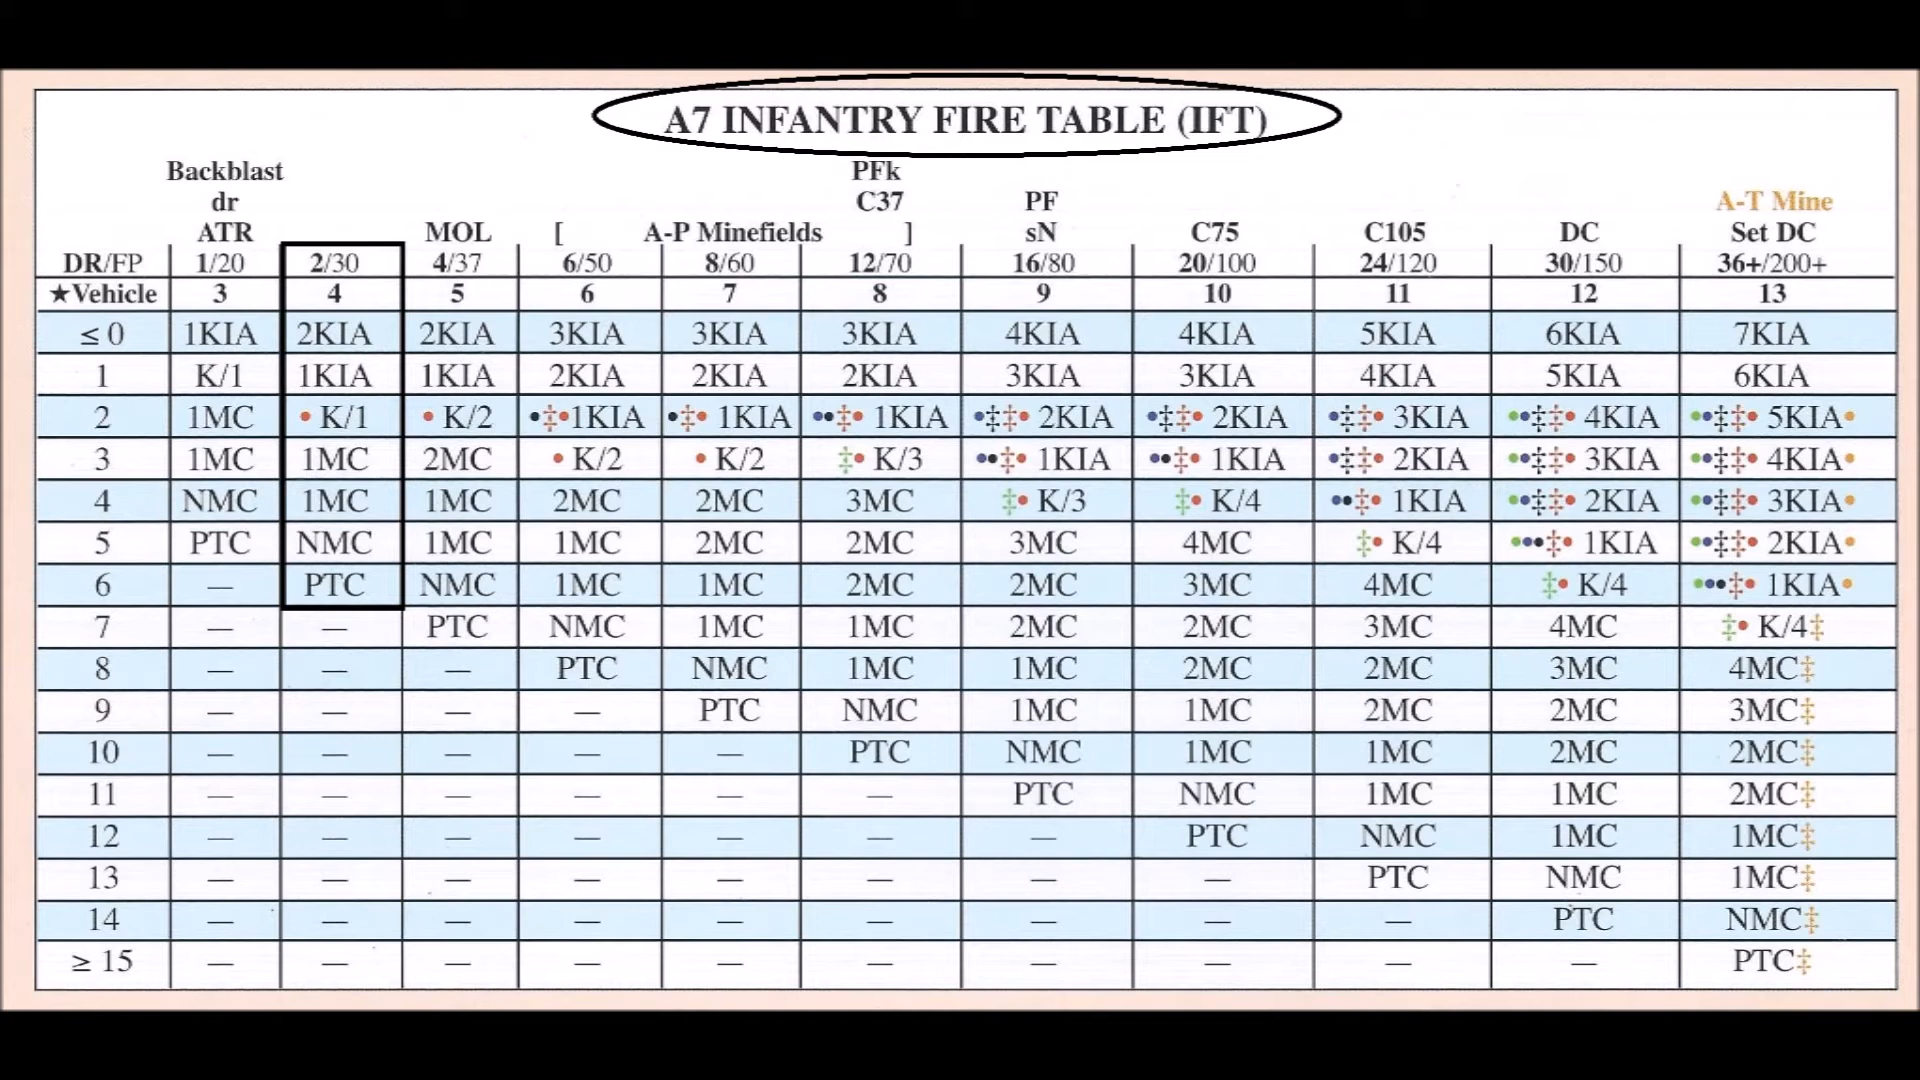 A7 INFANTRY FIRE TABLE (IFT)
Backblast PFk
dr C37 PF A-T Mine
ATR MOL [ A-P Minefields ] sN C75 C105 DC Set DC
DR/FP 1/20 2/30 4/37 6/50 8/60 12/70 16/80 20/100 24/120 30/150 36+/200+
★Vehicle 3 4 5 6 7 8 9 10 11 12 13
≤ 0 1KIA 2KIA 2KIA 3KIA 3KIA 3KIA 4KIA 4KIA 5KIA 6KIA 7KIA
1 K/1 1KIA 1KIA 2KIA 2KIA 2KIA 3KIA 3KIA 4KIA 5KIA 6KIA
2 1MC • K/1 • K/2 •‡•1KIA •‡• 1KIA ••‡• 1KIA •‡‡• 2KIA •‡‡• 2KIA •‡‡• 3KIA ••‡‡• 4KIA ••‡‡• 5KIA•
3 1MC 1MC 2MC • K/2 • K/2 ‡• K/3 ••‡• 1KIA ••‡• 1KIA •‡‡• 2KIA ••‡‡• 3KIA ••‡‡• 4KIA•
4 NMC 1MC 1MC 2MC 2MC 3MC ‡• K/3 ‡• K/4 ••‡• 1KIA ••‡‡• 2KIA ••‡‡• 3KIA•
5 PTC NMC 1MC 1MC 2MC 2MC 3MC 4MC ‡• K/4 •••‡• 1KIA ••‡‡• 2KIA•
6 — PTC NMC 1MC 1MC 2MC 2MC 3MC 4MC ‡• K/4 •••‡• 1KIA•
7 — — PTC NMC 1MC 1MC 2MC 2MC 3MC 4MC ‡• K/4‡
8 — — — PTC NMC 1MC 1MC 2MC 2MC 3MC 4MC‡
9 — — — — PTC NMC 1MC 1MC 2MC 2MC 3MC‡
10 — — — — — PTC NMC 1MC 1MC 2MC 2MC‡
11 — — — — — — PTC NMC 1MC 1MC 2MC‡
12 — — — — — — — PTC NMC 1MC 1MC‡
13 — — — — — — — — PTC NMC 1MC‡
14 — — — — — — — — — PTC NMC‡
≥ 15 — — — — — — — — — — PTC‡